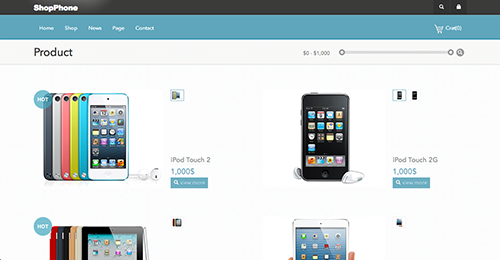 ShopPhone
Home Shop News Page Contact
Crat(0)
Product
$0 - $1,000
HOT
iPod Touch 2
1,000$
VIEW MORE
iPod Touch 2G
1,000$
VIEW MORE
HOT